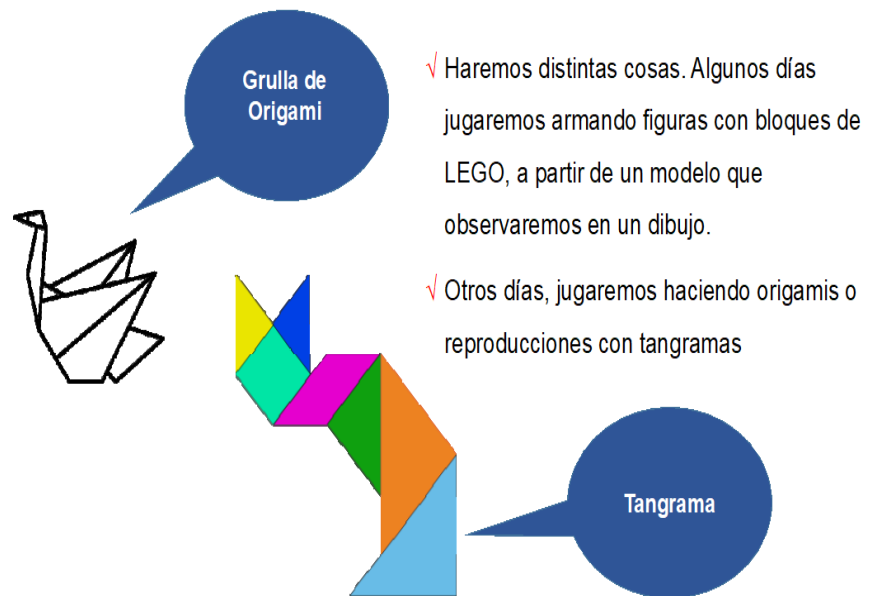 Grulla de
Origami
√ Haremos distintas cosas. Algunos días
jugaremos armando figuras con bloques de
LEGO, a partir de un modelo que
observaremos en un dibujo.
√ Otros días, jugaremos haciendo origamis o
reproducciones con tangramas
Tangrama